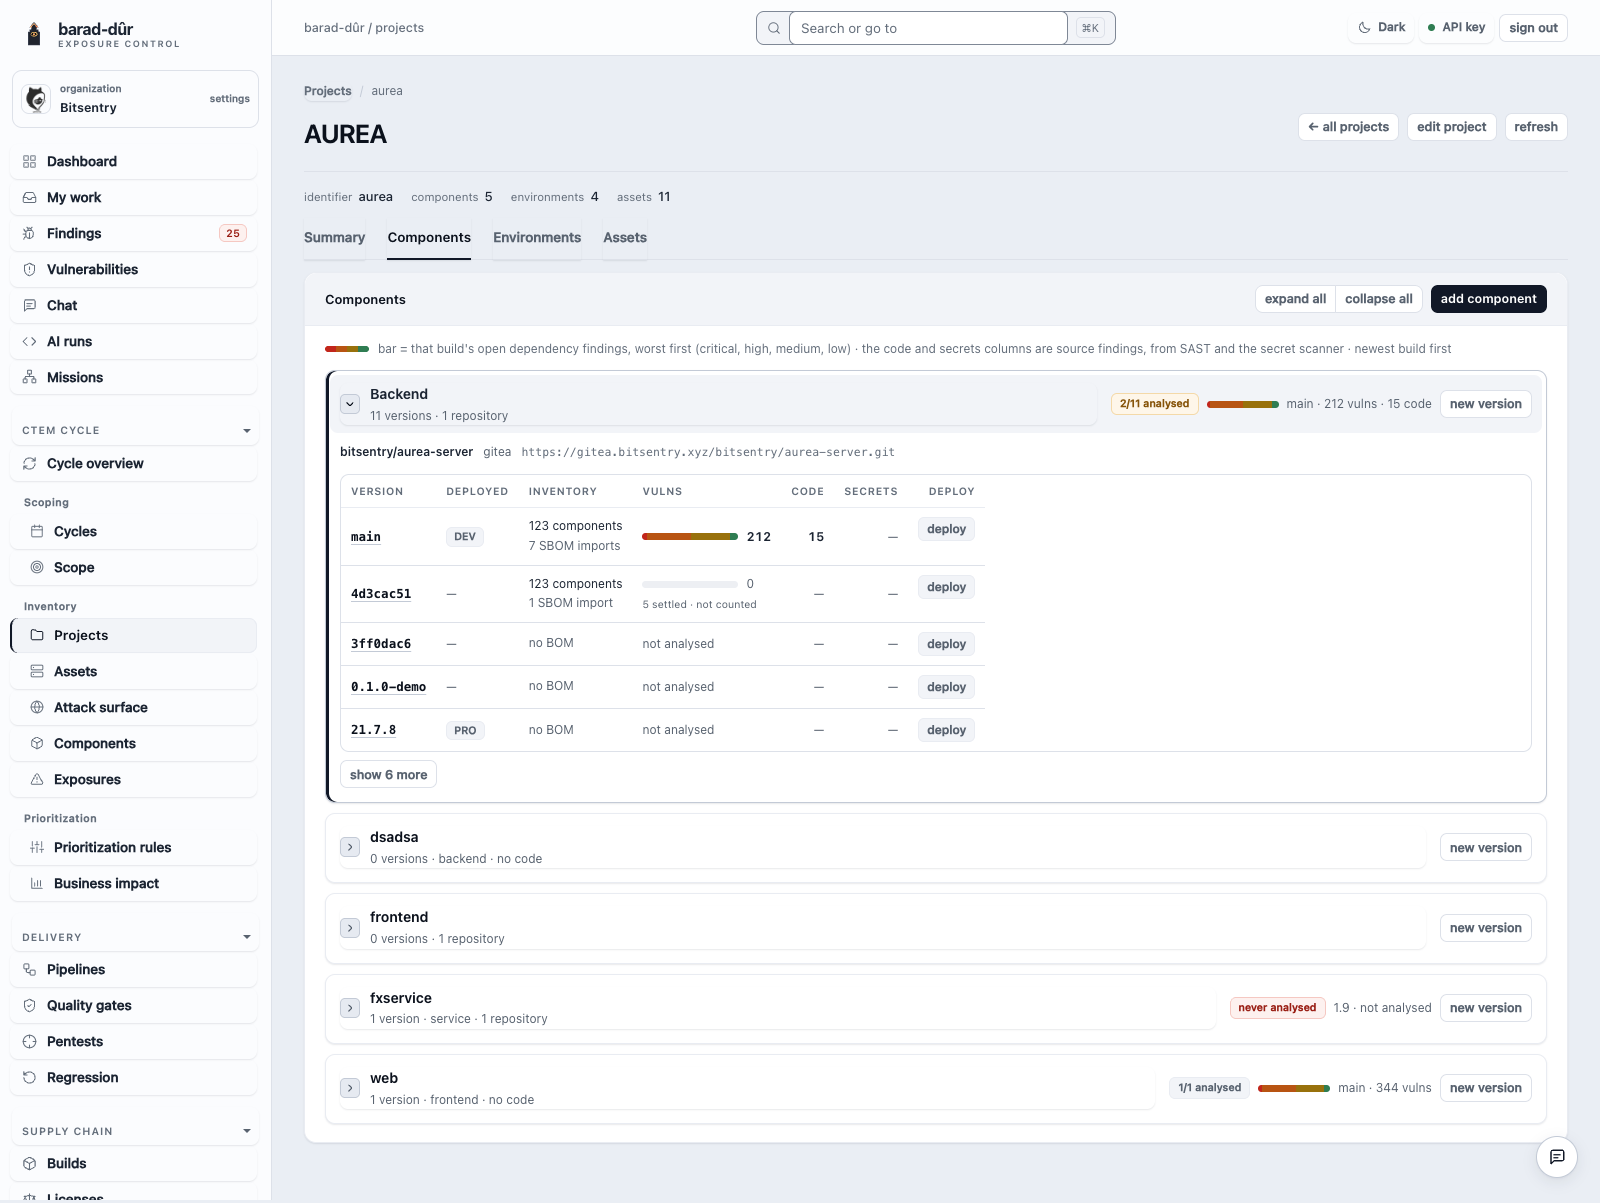 barad-dûr
EXPOSURE CONTROL
organization
Bitsentry
settings
Dashboard
My work
Findings 25
Vulnerabilities
Chat
AI runs
Missions
CTEM CYCLE
Cycle overview
Scoping
Cycles
Scope
Inventory
Projects
Assets
Attack surface
Components
Exposures
Prioritization
Prioritization rules
Business impact
DELIVERY
Pipelines
Quality gates
Pentests
Regression
SUPPLY CHAIN
Builds
Licenses
barad-dûr / projects
Search or go to
⌘K
Dark
API key
sign out
Projects / aurea
AUREA
← all projects
edit project
refresh
identifier aurea components 5 environments 4 assets 11
Summary Components Environments Assets
Components
expand all collapse all add component
bar = that build's open dependency findings, worst first (critical, high, medium, low) · the code and secrets columns are source findings, from SAST and the secret scanner · newest build first
Backend
11 versions · 1 repository
2/11 analysed main · 212 vulns · 15 code new version
bitsentry/aurea-server gitea https://gitea.bitsentry.xyz/bitsentry/aurea-server.git
VERSION DEPLOYED INVENTORY VULNS CODE SECRETS DEPLOY
main DEV 123 components 7 SBOM imports 212 15 — deploy
4d3cac51 — 123 components 1 SBOM import 0 5 settled · not counted — — deploy
3ff0dac6 — no BOM not analysed — — deploy
0.1.0-demo — no BOM not analysed — — deploy
21.7.8 PRO no BOM not analysed — — deploy
show 6 more
dsadsa
0 versions · backend · no code
new version
frontend
0 versions · 1 repository
new version
fxservice
1 version · service · 1 repository
never analysed 1.9 · not analysed new version
web
1 version · frontend · no code
1/1 analysed main · 344 vulns new version